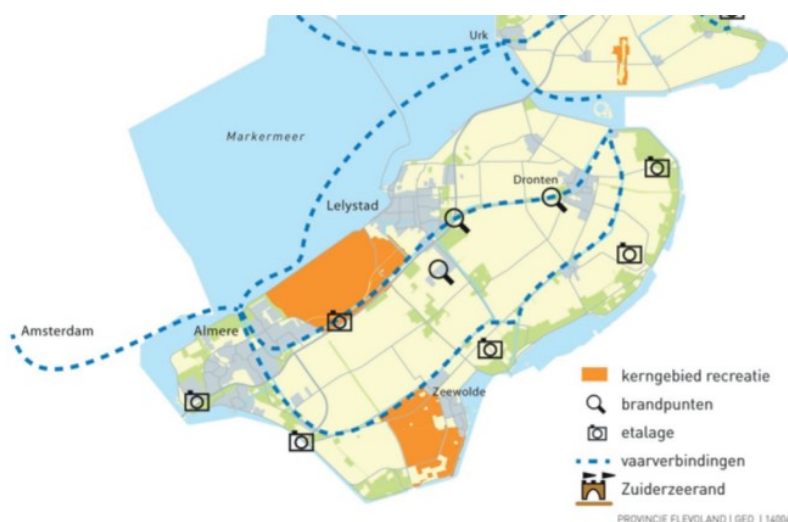 Urk
Markermeer
Dronten
Lelystad
Amsterdam
Almere
Zeewolde
kerngebied recreatie
brandpunten
etalage
vaarverbindingen
Zuiderzeerand
PROVINCIE FLEVOLAND | GEO |